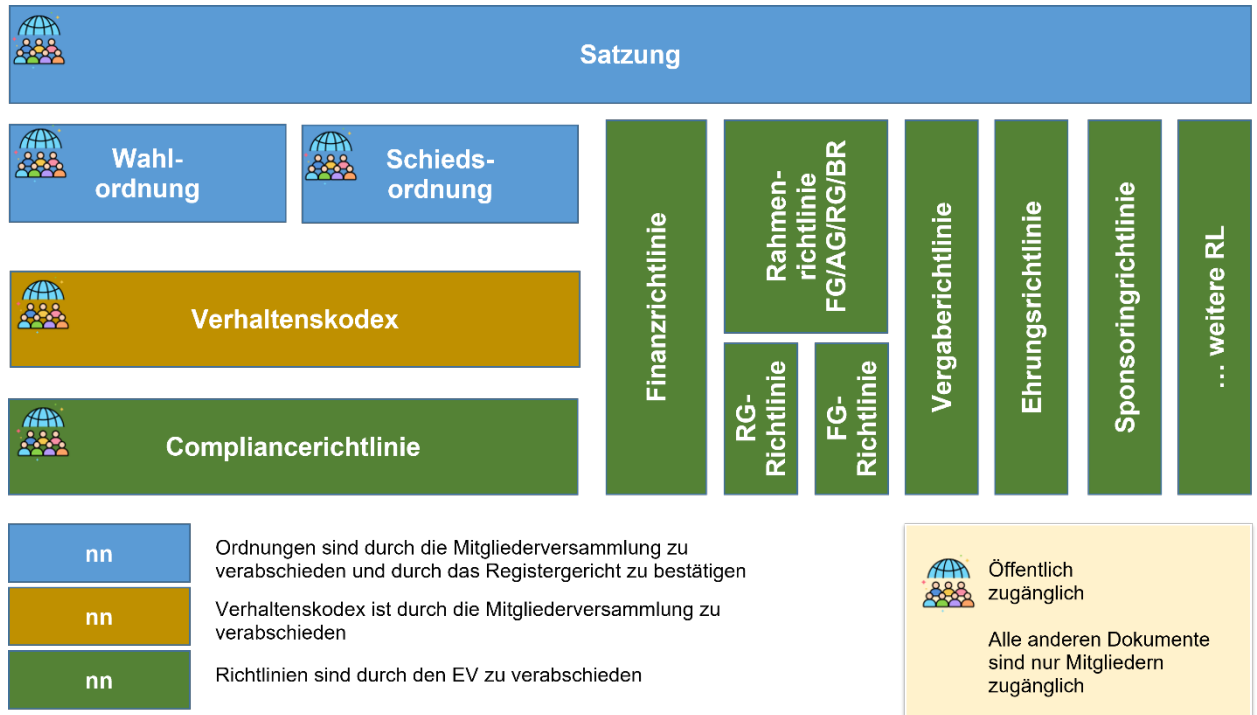 Satzung
Wahl-
ordnung
Schieds-
ordnung
Verhaltenskodex
Compliancerichtlinie
Finanzrichtlinie
Rahmen-
richtlinie
FG/AG/RG/BR
RG-
Richtlinie
FG-
Richtlinie
Vergaberichtlinie
Ehrungsrichtlinie
Sponsoringrichtlinie
… weitere RL
nn
Ordnungen sind durch die Mitgliederversammlung zu
verabschieden und durch das Registergericht zu bestätigen
nn
Verhaltenskodex ist durch die Mitgliederversammlung zu
verabschieden
nn
Richtlinien sind durch den EV zu verabschieden
Öffentlich
zugänglich
Alle anderen Dokumente
sind nur Mitgliedern
zugänglich